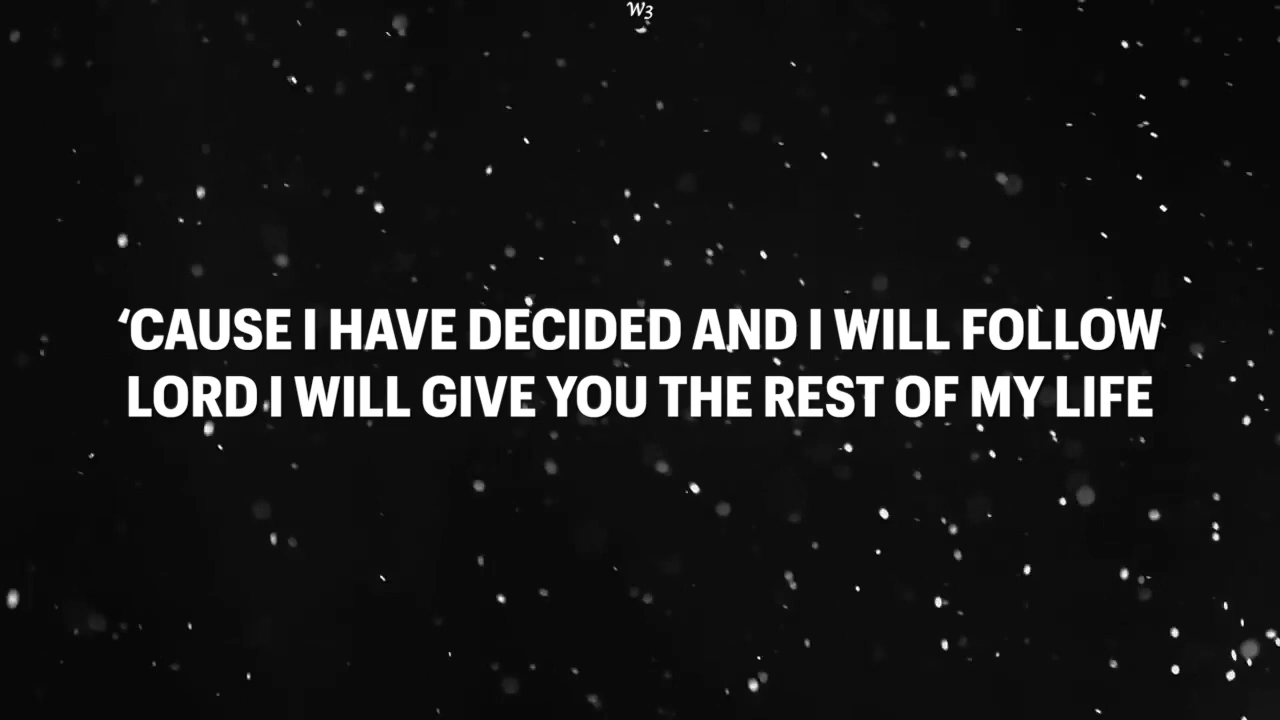 W3
‘CAUSE I HAVE DECIDED AND I WILL FOLLOW
LORD I WILL GIVE YOU THE REST OF MY LIFE